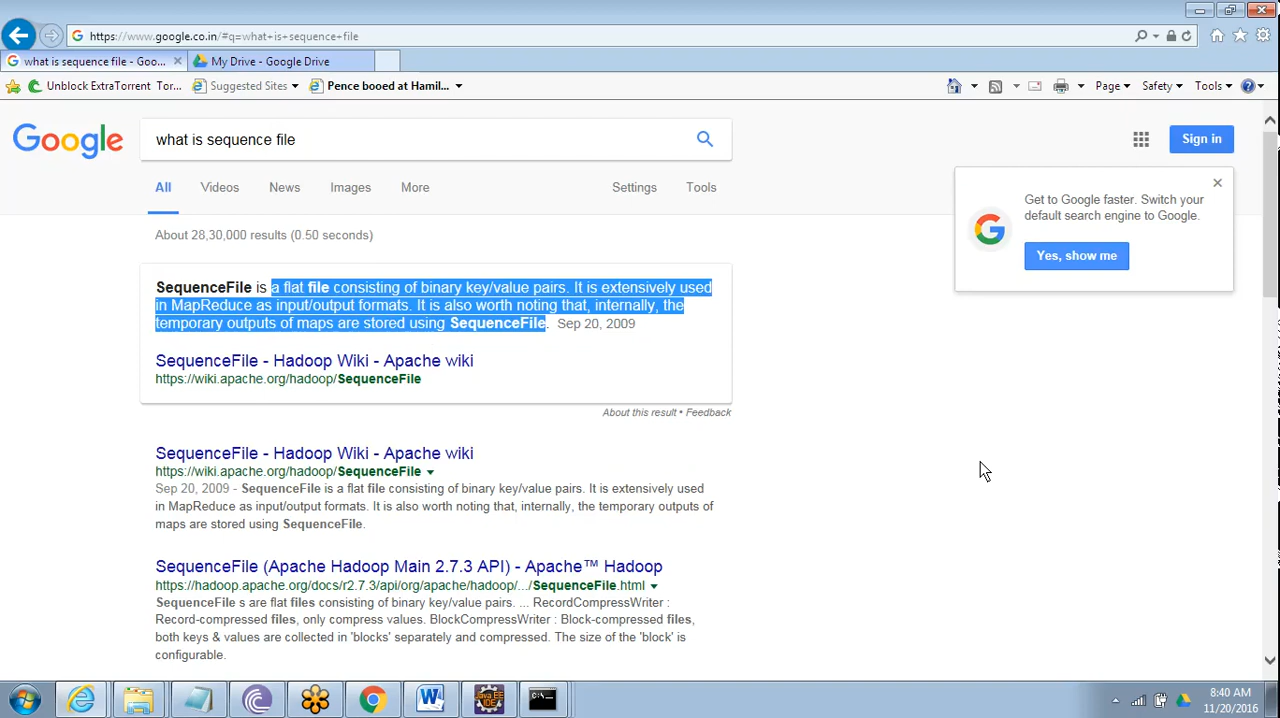 https://www.google.co.in/#q=what+is+sequence+file
what is sequence file - Goo...
My Drive - Google Drive
Unblock ExtraTorrent Tor...
Suggested Sites
Pence booed at Hamil...
Page
Safety
Tools
Google
what is sequence file
Sign in
All
Videos
News
Images
More
Settings
Tools
Get to Google faster. Switch your
default search engine to Google.
Yes, show me
About 28,30,000 results (0.50 seconds)
SequenceFile is a flat file consisting of binary key/value pairs. It is extensively used
in MapReduce as input/output formats. It is also worth noting that, internally, the
temporary outputs of maps are stored using SequenceFile. Sep 20, 2009
SequenceFile - Hadoop Wiki - Apache wiki
https://wiki.apache.org/hadoop/SequenceFile
About this result • Feedback
SequenceFile - Hadoop Wiki - Apache wiki
https://wiki.apache.org/hadoop/SequenceFile
Sep 20, 2009 - SequenceFile is a flat file consisting of binary key/value pairs. It is extensively used
in MapReduce as input/output formats. It is also worth noting that, internally, the temporary outputs of
maps are stored using SequenceFile.
SequenceFile (Apache Hadoop Main 2.7.3 API) - Apache™ Hadoop
https://hadoop.apache.org/docs/r2.7.3/api/org/apache/hadoop/.../SequenceFile.html
SequenceFile s are flat files consisting of binary key/value pairs. ... RecordCompressWriter :
Record-compressed files, only compress values. BlockCompressWriter : Block-compressed files,
both keys & values are collected in 'blocks' separately and compressed. The size of the 'block' is
configurable.
Java EE
IDE
8:40 AM
11/20/2016